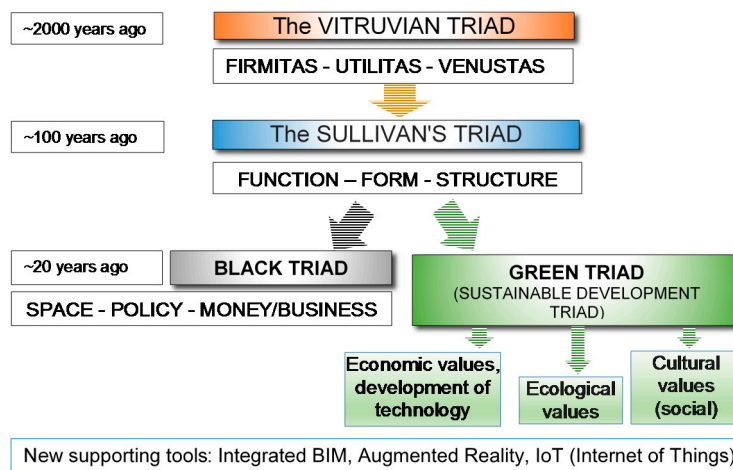 ~2000 years ago
The VITRUVIAN TRIAD
FIRMITAS - UTILITAS - VENUSTAS
~100 years ago
The SULLIVAN'S TRIAD
FUNCTION – FORM - STRUCTURE
~20 years ago
BLACK TRIAD
SPACE - POLICY - MONEY/BUSINESS
GREEN TRIAD
(SUSTAINABLE DEVELOPMENT
TRIAD)
Economic values,
development of
technology
Ecological
values
Cultural
values
(social)
New supporting tools: Integrated BIM, Augmented Reality, IoT (Internet of Things)